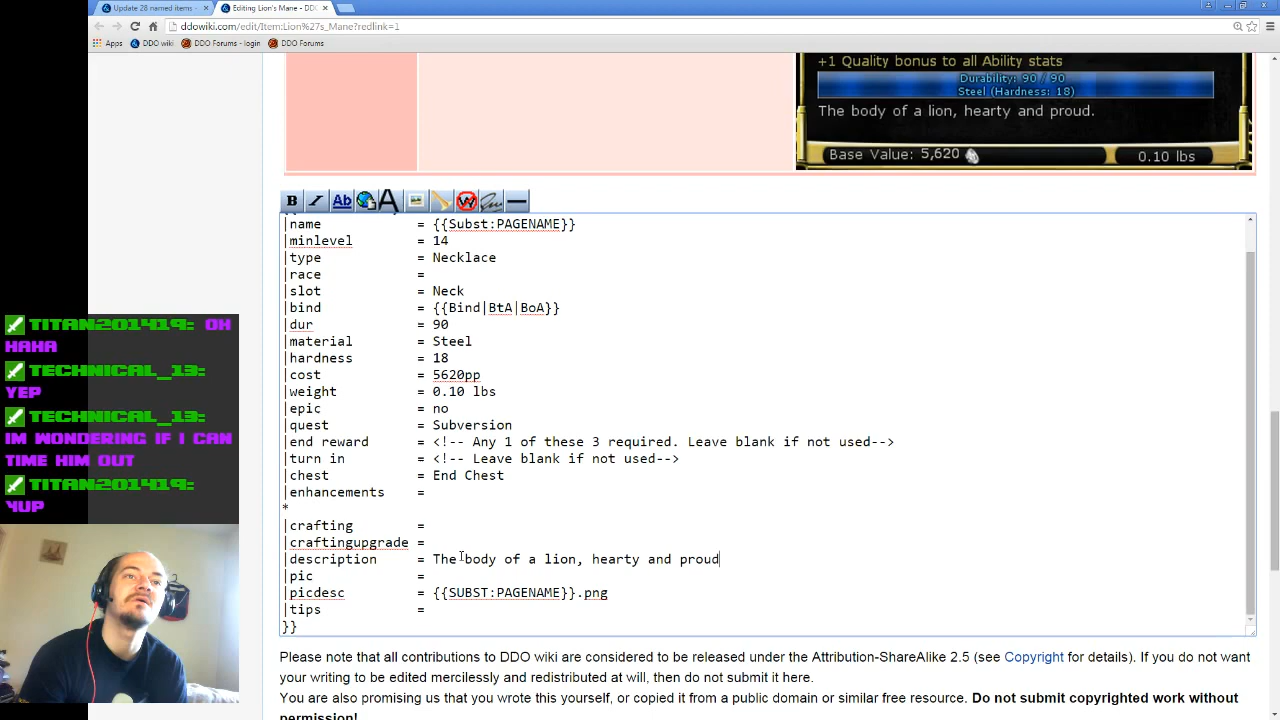 Update 28 named items -
Editing Lion's Mane - DD
ddowiki.com/edit/Item:Lion%27s_Mane?redlink=1
Apps
DDO wiki
DDO Forums - login
DDO Forums
+1 Quality bonus to all Ability stats
Durability: 90 / 90
Steel (Hardness: 18)
The body of a lion, hearty and proud.
Base Value: 5,620
0.10 lbs
B
I
Ab
A
|name = {{Subst:PAGENAME}}
|minlevel = 14
|type = Necklace
|race =
|slot = Neck
|bind = {{Bind|BtA|BoA}}
|dur = 90
|material = Steel
|hardness = 18
|cost = 5620pp
|weight = 0.10 lbs
|epic = no
|quest = Subversion
|end reward = <!-- Any 1 of these 3 required. Leave blank if not used-->
|turn in = <!-- Leave blank if not used-->
|chest = End Chest
|enhancements =
*
|crafting =
|craftingupgrade =
|description = The body of a lion, hearty and proud
|pic =
|picdesc = {{SUBST:PAGENAME}}.png
|tips =
}}
Please note that all contributions to DDO wiki are considered to be released under the Attribution-ShareAlike 2.5 (see Copyright for details). If you do not want
your writing to be edited mercilessly and redistributed at will, then do not submit it here.
You are also promising us that you wrote this yourself, or copied it from a public domain or similar free resource. Do not submit copyrighted work without
permission!
TITAN201419: OH
HAHA
TECHNICAL_13:
YEP
TECHNICAL_13:
IM WONDERING IF I CAN
TIME HIM OUT
TITAN201419:
YUP